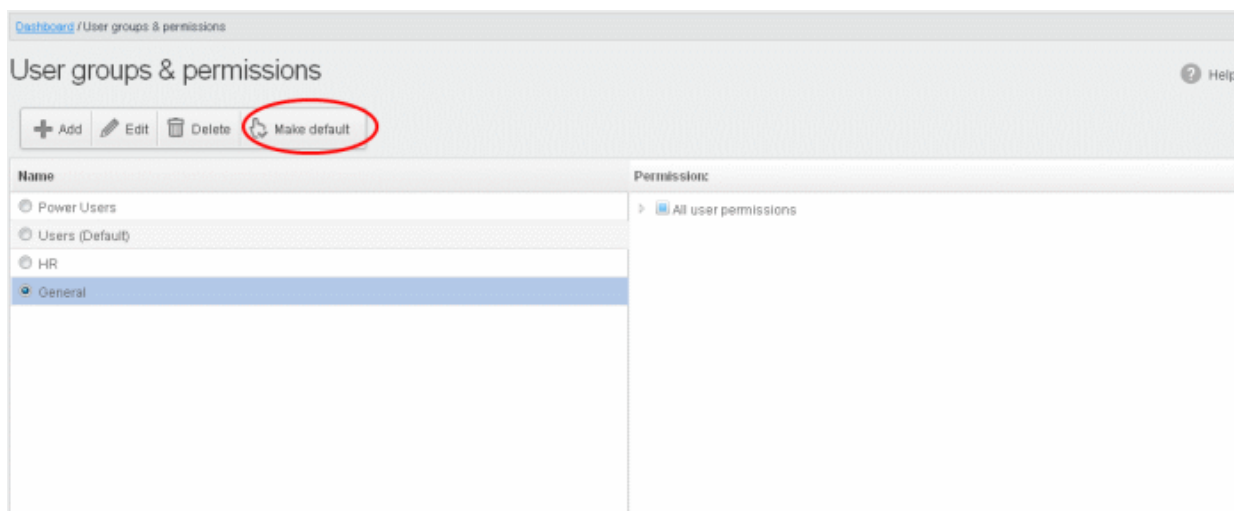 Dashboard / User groups & permissions
User groups & permissions
Help
Add Edit Delete Make default
Name Permission:
Power Users All user permissions
Users (Default)
HR
General